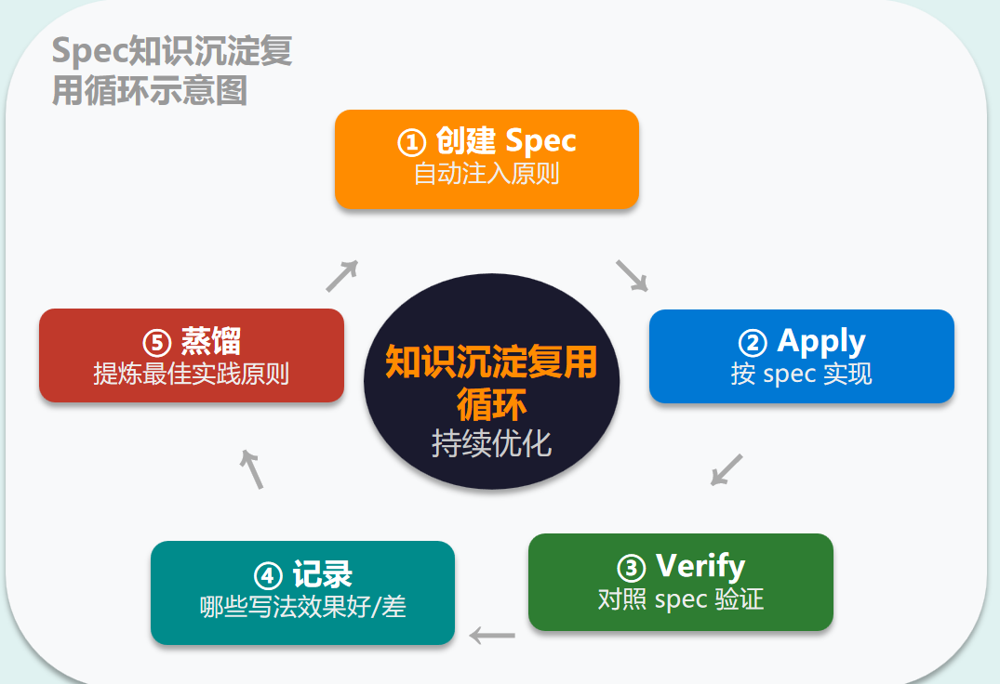 Spec知识沉淀复
用循环示意图
① 创建 Spec
自动注入原则
② Apply
按 spec 实现
③ Verify
对照 spec 验证
④ 记录
哪些写法效果好/差
⑤ 蒸馏
提炼最佳实践原则
知识沉淀复用
循环
持续优化